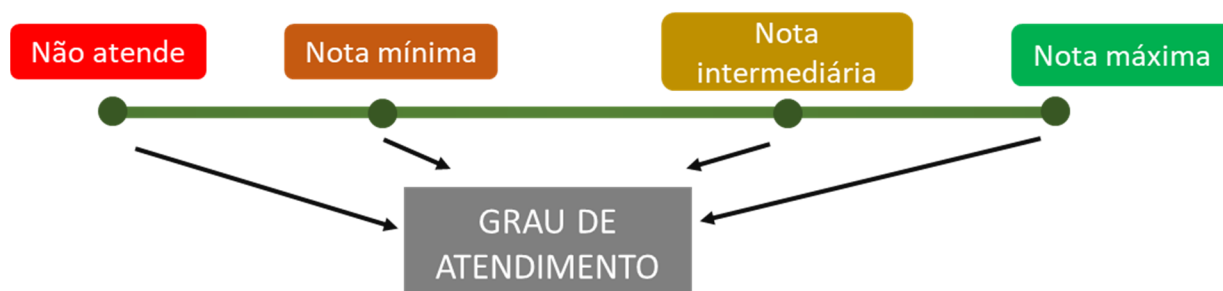 Não atende
Nota mínima
Nota
intermediária
Nota máxima
GRAU DE
ATENDIMENTO